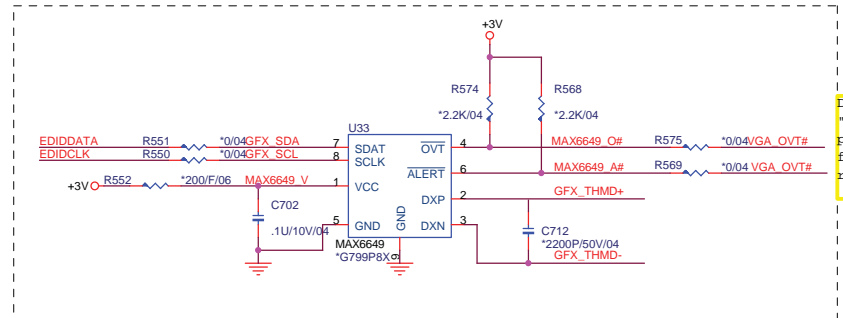 +3V
R574
R568
*2.2K/04
*2.2K/04
U33
EDIDDATA
R551
*0/04
GFX_SDA
7
SDAT
OVT
4
MAX6649_O#
R575
*0/04
VGA_OVT#
EDIDCLK
R550
*0/04
GFX_SCL
8
SCLK
ALERT
6
MAX6649_A#
R569
*0/04
VGA_OVT#
+3V
R552
*200/F/06
MAX6649_V
1
VCC
DXP
2
GFX_THMD+
C702
.1U/10V/04
5
GND
GND
DXN
3
C712
*2200P/50V/04
MAX6649
*G799P8X
9
GFX_THMD-